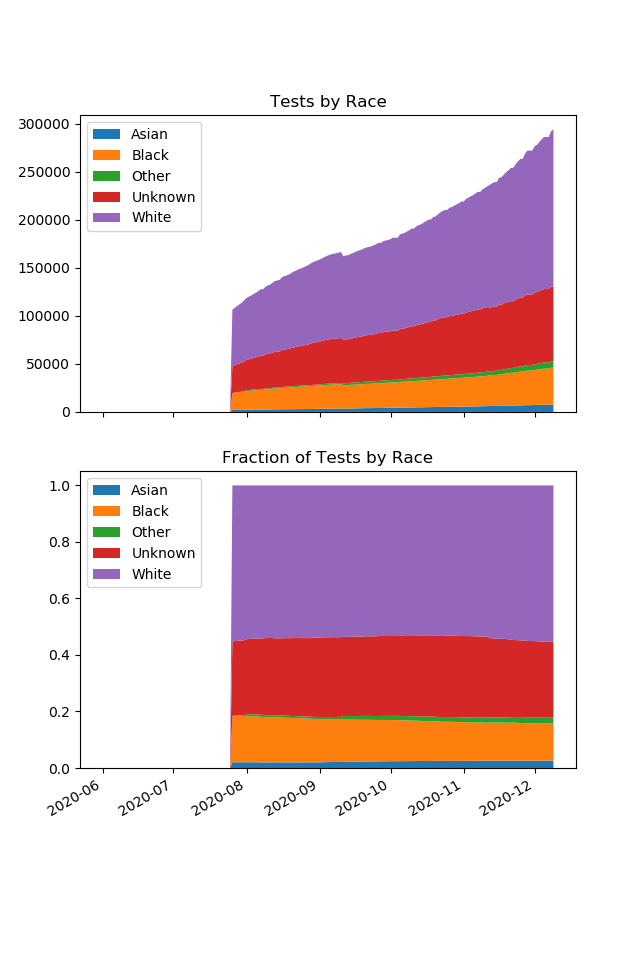 Tests by Race
300000
250000
200000
150000
100000
50000
0
Asian
Black
Other
Unknown
White
Fraction of Tests by Race
1.0
0.8
0.6
0.4
0.2
0.0
Asian
Black
Other
Unknown
White
2020-06
2020-07
2020-08
2020-09
2020-10
2020-11
2020-12